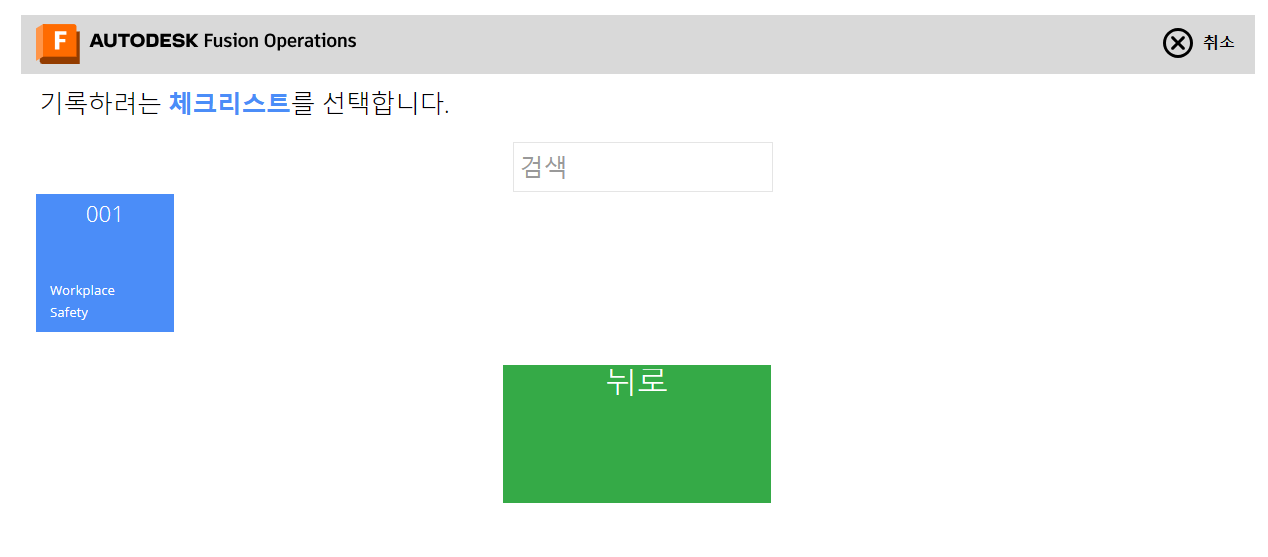 F AUTODESK Fusion Operations 취소
기록하려는 체크리스트를 선택합니다.
검색
001
Workplace
Safety
뒤로